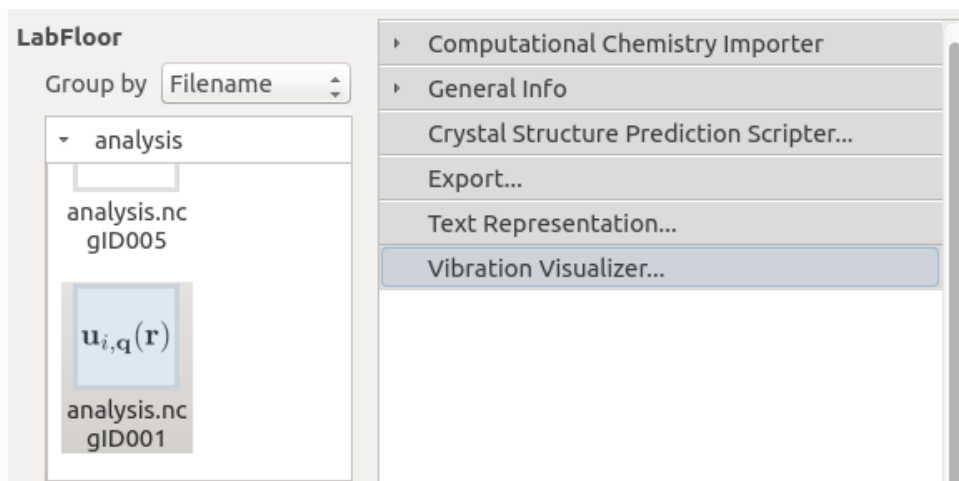 LabFloor
Group by Filename
analysis
analysis.nc
gID005
u_{i,q}(r)
analysis.nc
gID001
Computational Chemistry Importer
General Info
Crystal Structure Prediction Scripter...
Export...
Text Representation...
Vibration Visualizer...